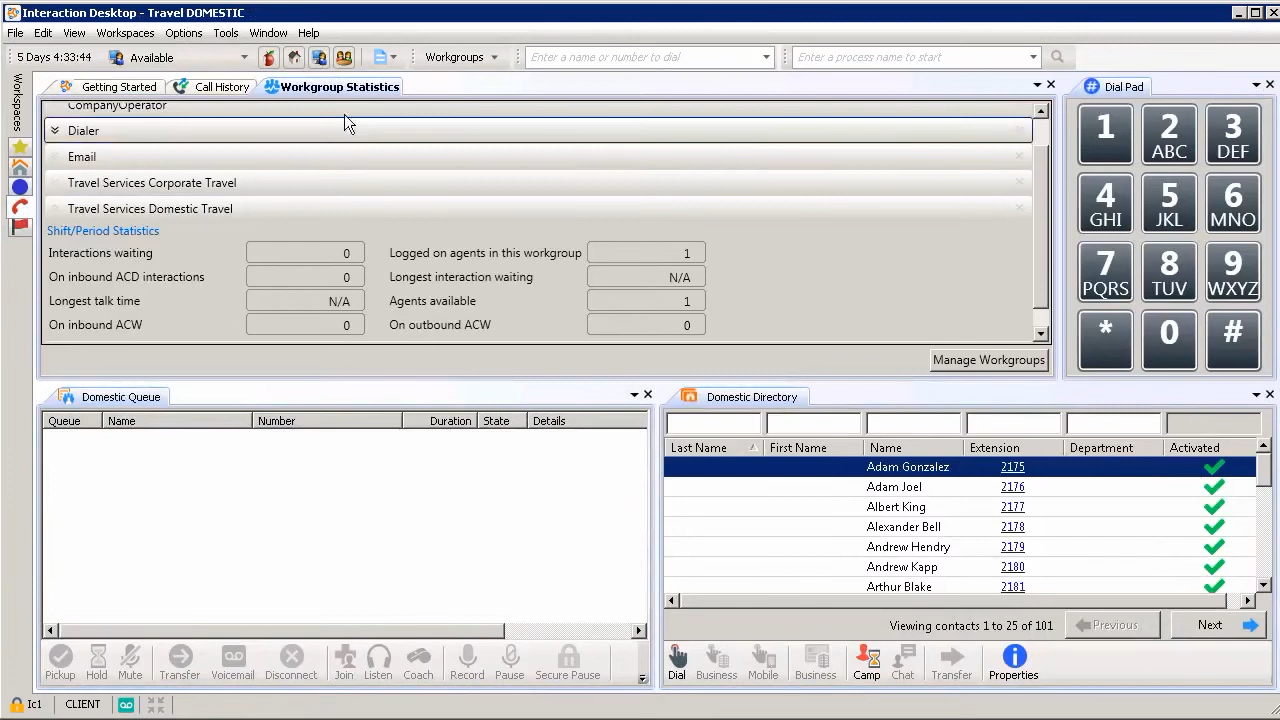 Interaction Desktop - Travel DOMESTIC
File Edit View Workspaces Options Tools Window Help
5 Days 4:33:44 Available Workgroups Enter a name or number to dial Enter a process name to start
Workspaces
Getting Started Call History Workgroup Statistics
CompanyOperator
Dialer
Email
Travel Services Corporate Travel
Travel Services Domestic Travel
Shift/Period Statistics
Interactions waiting 0 Logged on agents in this workgroup 1
On inbound ACD interactions 0 Longest interaction waiting N/A
Longest talk time N/A Agents available 1
On inbound ACW 0 On outbound ACW 0
Manage Workgroups
Dial Pad
1 2 3
ABC DEF
4 5 6
GHI JKL MNO
7 8 9
PQRS TUV WXYZ
* 0 #
Domestic Queue
Queue Name Number Duration State Details
Pickup Hold Mute Transfer Voicemail Disconnect Join Listen Coach Record Pause Secure Pause
Domestic Directory
Last Name First Name Name Extension Department Activated
Adam Gonzalez 2175
Adam Joel 2176
Albert King 2177
Alexander Bell 2178
Andrew Hendry 2179
Andrew Kapp 2180
Arthur Blake 2181
Viewing contacts 1 to 25 of 101 Previous Next
Dial Business Mobile Business Camp Chat Transfer Properties
Ic1 CLIENT